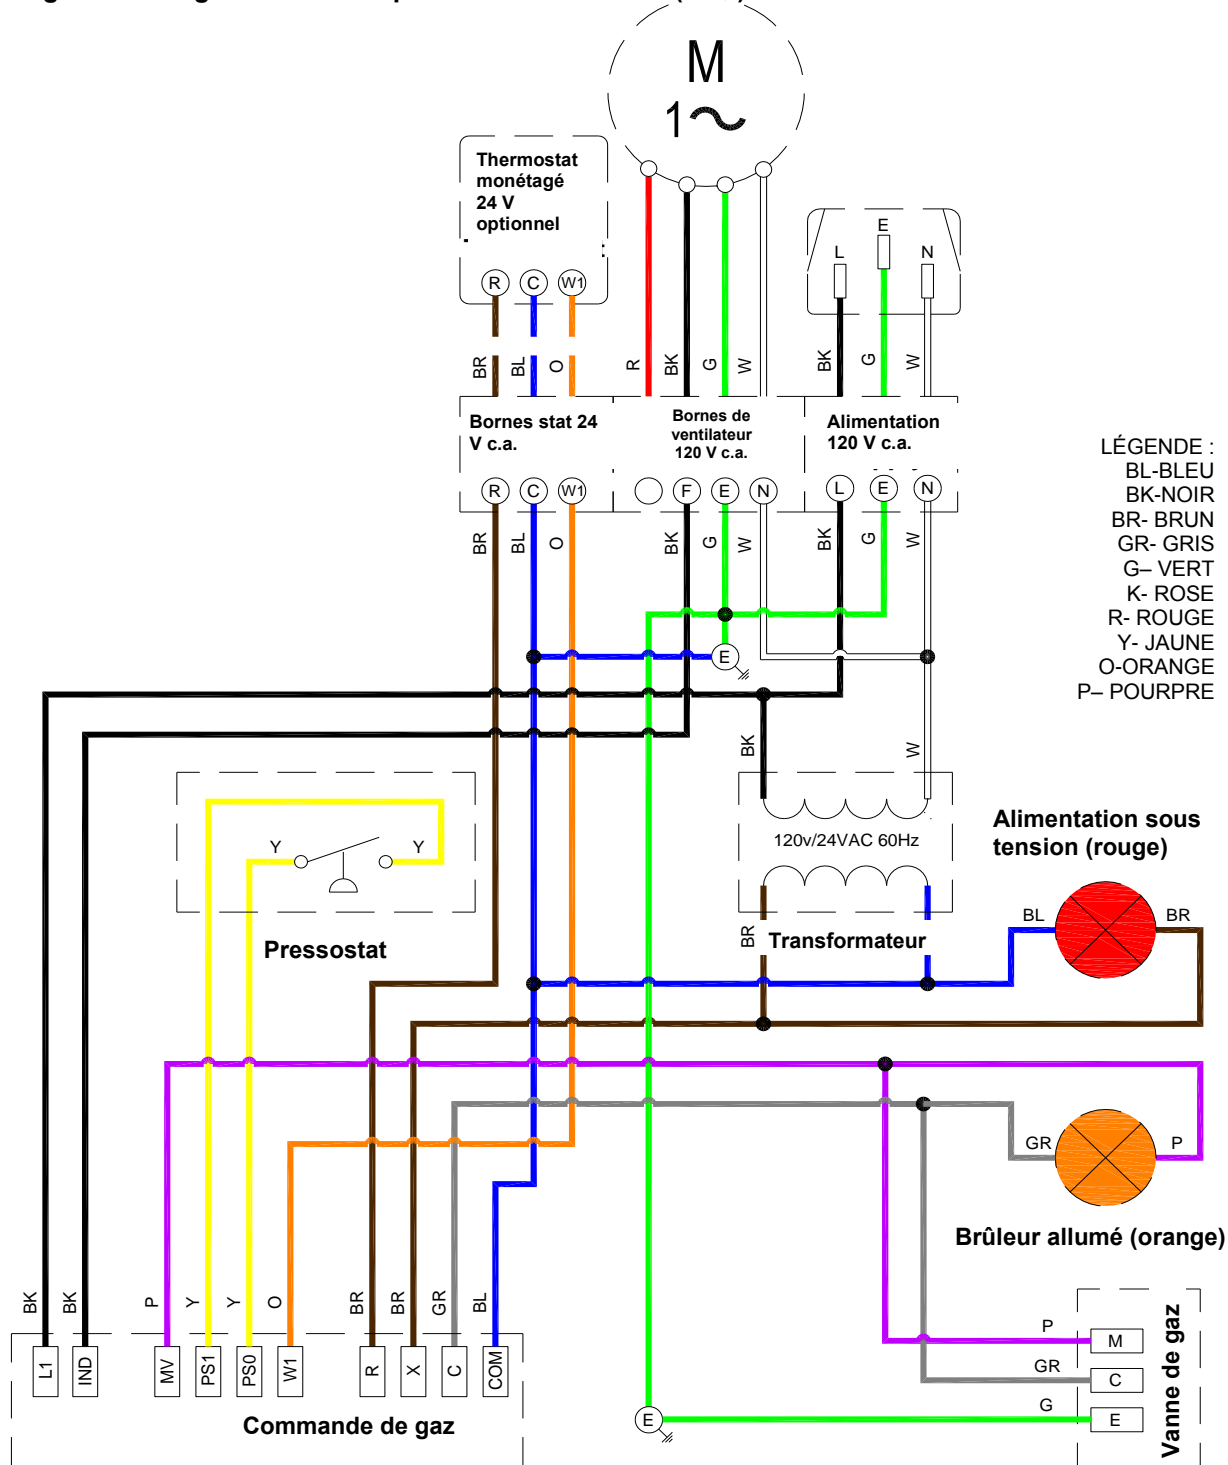 M
1
Thermostat
monétagé
24 V
optionnel
E
L N
R C W1
BR BL O R BK G W BK G W
Bornes stat 24
V c.a.
Bornes de
ventilateur
120 V c.a.
Alimentation
120 V c.a.
LÉGENDE :
BL-BLEU
BK-NOIR
BR- BRUN
GR- GRIS
G– VERT
K- ROSE
R- ROUGE
Y- JAUNE
O-ORANGE
P– POURPRE
R C W1 F E N L E N
BR BL O BK G W BK G W
E
BK W
120v/24VAC 60Hz
Y Y
Pressostat
BR
Transformateur
Alimentation sous
tension (rouge)
BL BR
GR P
Brûleur allumé (orange)
BK BK P Y Y O BR BR GR BL
L1 IND MV PS1 PS0 W1 R X C COM
Commande de gaz
E
P M
GR C
G E
Vanne de gaz